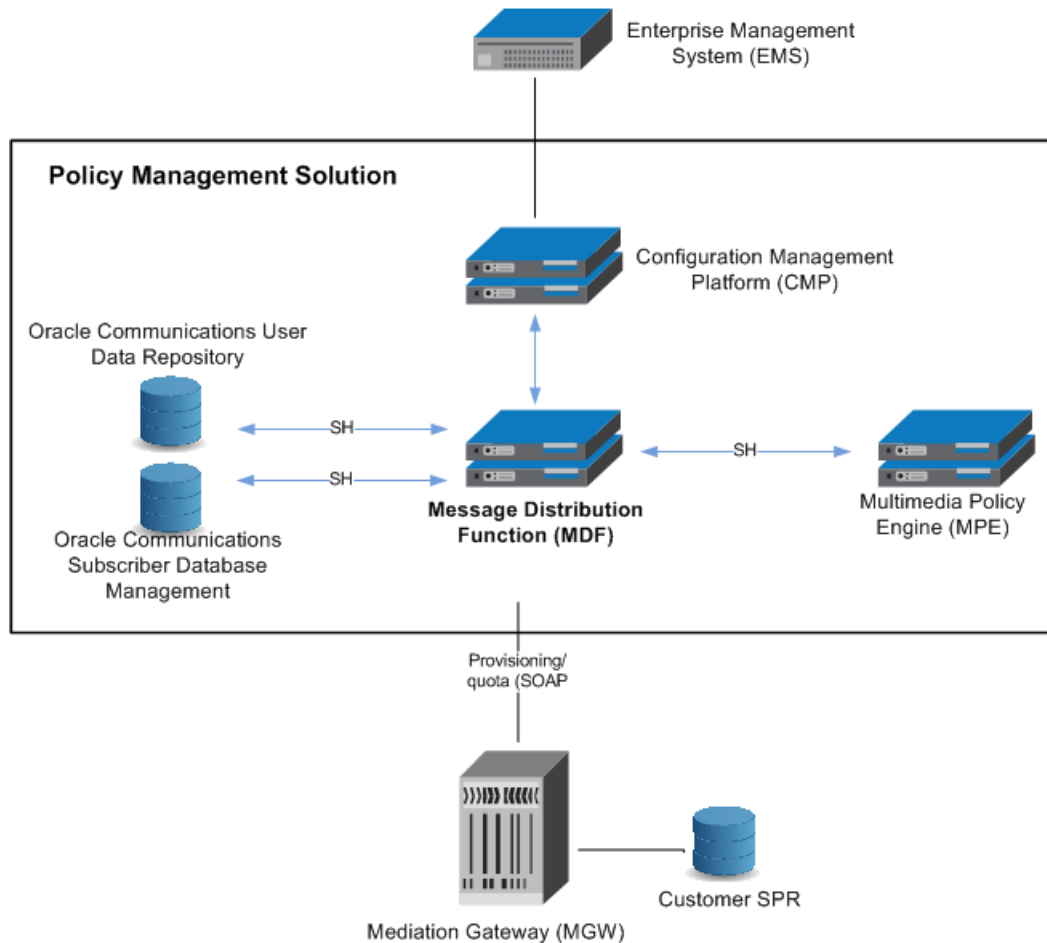 Enterprise Management
System (EMS)
Policy Management Solution
Configuration Management
Platform (CMP)
Oracle Communications User
Data Repository
SH
SH
SH
Message Distribution
Function (MDF)
Multimedia Policy
Engine (MPE)
Oracle Communications
Subscriber Database
Management
Provisioning/
quota (SOAP
Customer SPR
Mediation Gateway (MGW)